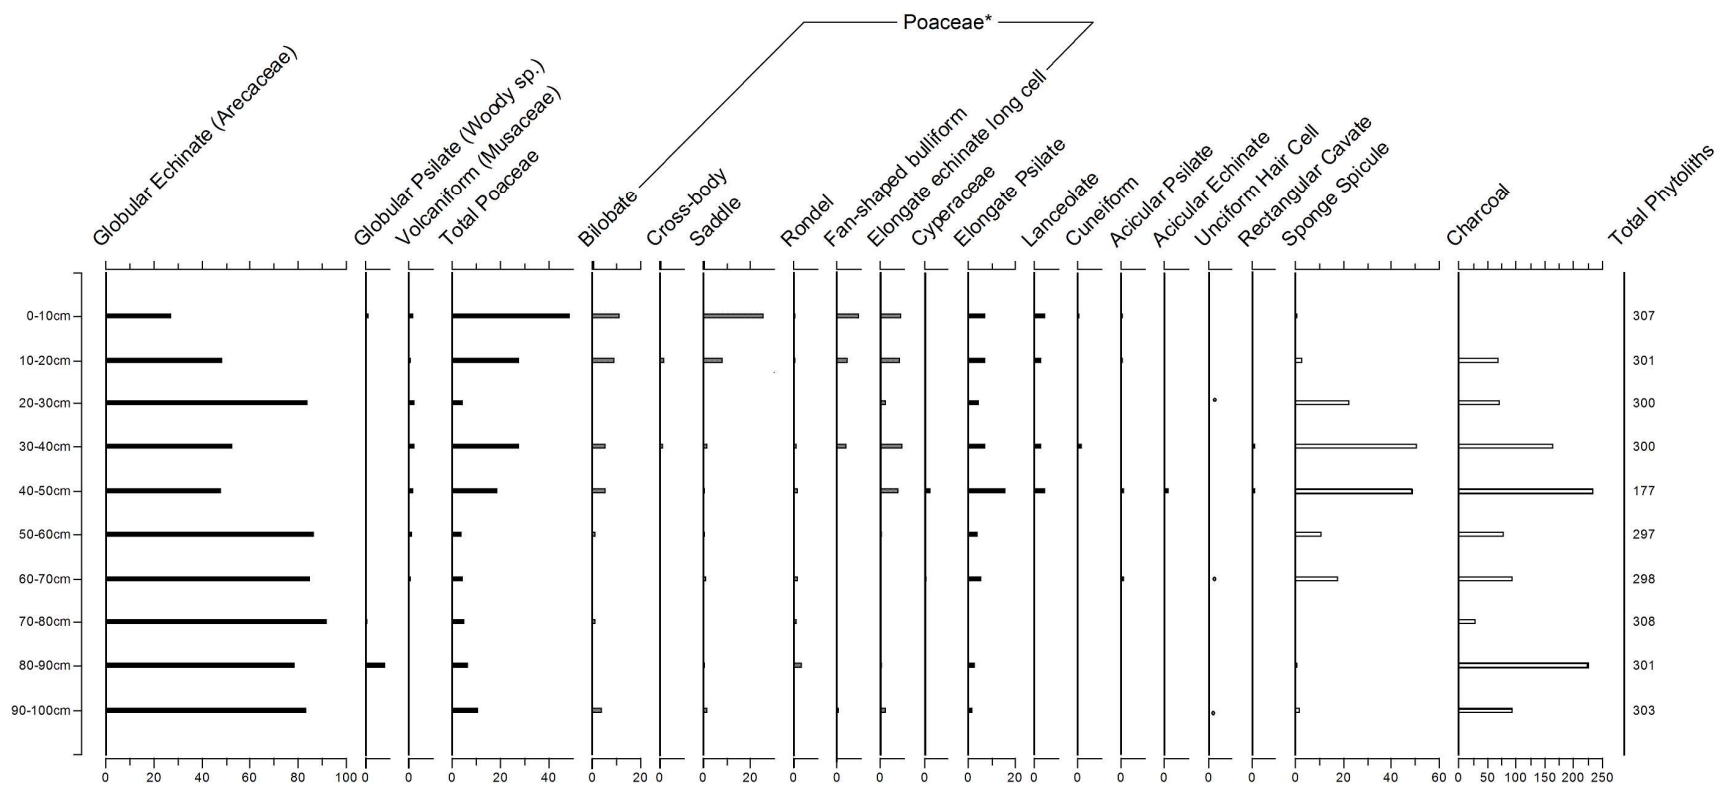 Poaceae*
Globular Echinate (Arecaceae)
Globular Psilate (Woody sp.)
Volcaniform (Musaceae)
Total Poaceae
Bilobate
Cross-body
Saddle
Rondel
Fan-shaped bulliform
Elongate echinate long cell
Cyperaceae
Elongate Psilate
Lanceolate
Cuneiform
Acicular Psilate
Acicular Echinate
Unciform Hair Cell
Rectangular Cavate
Sponge Spicule
Charcoal
Total Phytoliths
0-10cm 307
10-20cm 301
20-30cm 300
30-40cm 300
40-50cm 177
50-60cm 297
60-70cm 298
70-80cm 308
80-90cm 301
90-100cm 303
0 20 40 60 80 100 0 0 0 20 40 0 20 0 0 20 0 0 0 0 0 20 0 0 0 0 0 0 0 20 40 60 0 50 100 150 200 250